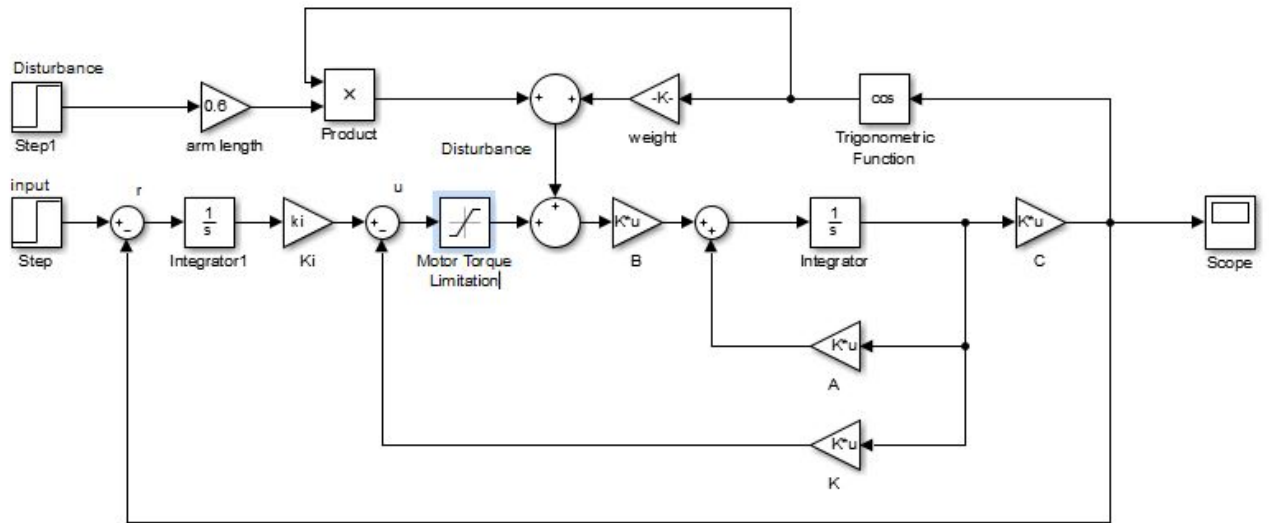 Disturbance
Step1
0.6
arm length
×
Product
+
+
Disturbance
-K-
weight
cos
Trigonometric
Function
input
Step
r
+
−
1
s
Integrator1
ki
Ki
u
+
−
Motor Torque
Limitation
+
+
K*u
B
+
+
1
s
Integrator
K*u
C
Scope
K*u
A
K*u
K